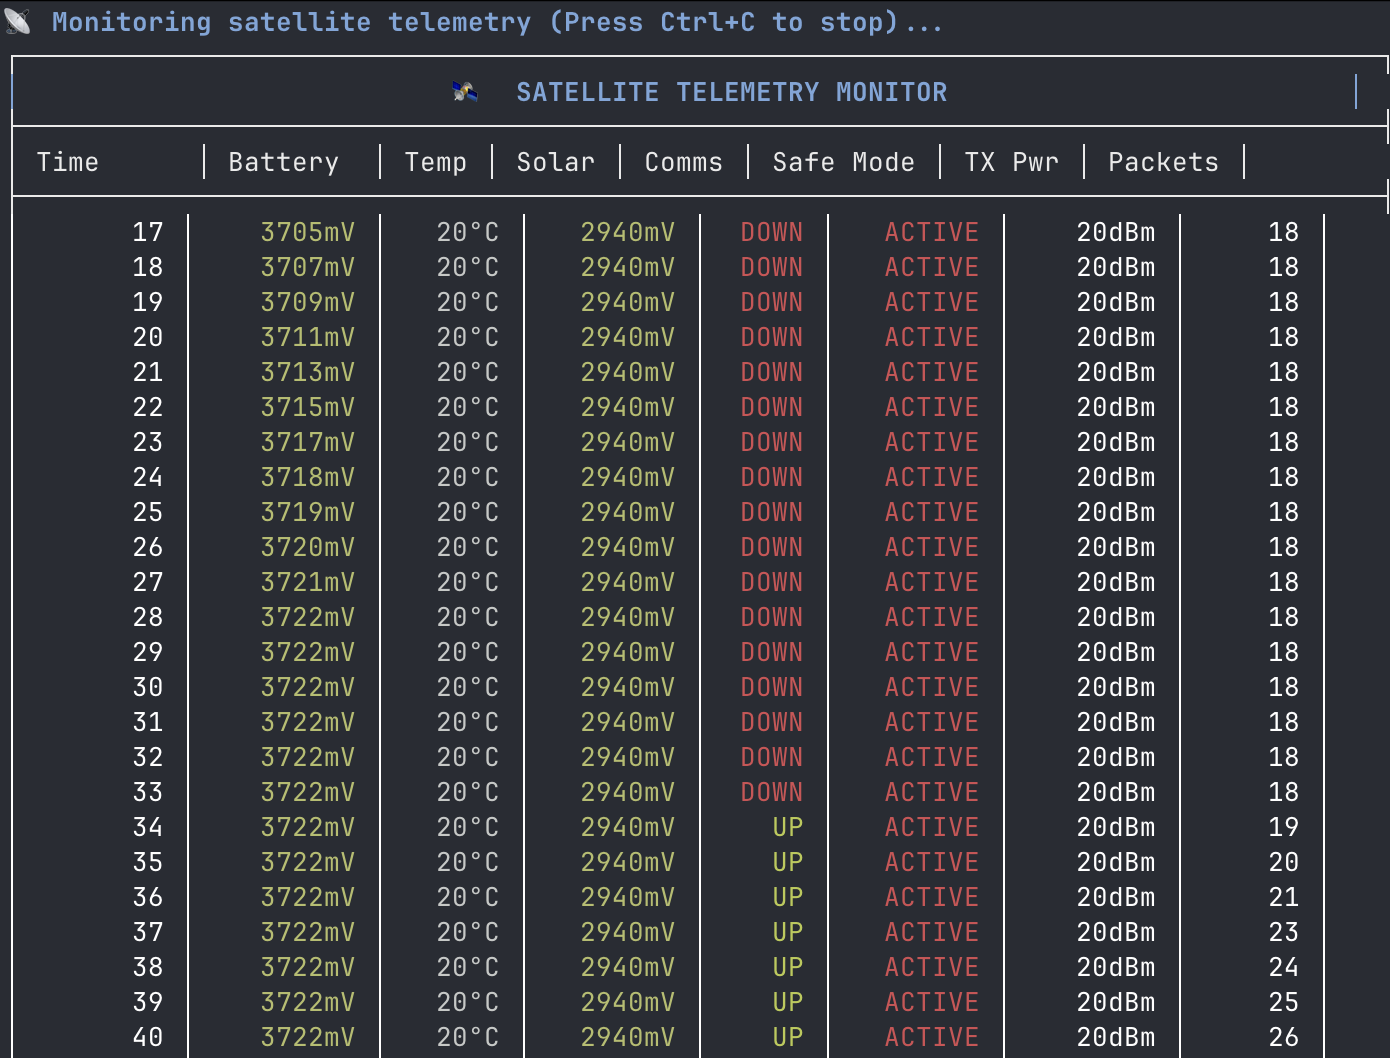 Monitoring satellite telemetry (Press Ctrl+C to stop)...
SATELLITE TELEMETRY MONITOR
Time | Battery | Temp | Solar | Comms | Safe Mode | TX Pwr | Packets |
17 | 3705mV | 20°C | 2940mV | DOWN | ACTIVE | 20dBm | 18 |
18 | 3707mV | 20°C | 2940mV | DOWN | ACTIVE | 20dBm | 18 |
19 | 3709mV | 20°C | 2940mV | DOWN | ACTIVE | 20dBm | 18 |
20 | 3711mV | 20°C | 2940mV | DOWN | ACTIVE | 20dBm | 18 |
21 | 3713mV | 20°C | 2940mV | DOWN | ACTIVE | 20dBm | 18 |
22 | 3715mV | 20°C | 2940mV | DOWN | ACTIVE | 20dBm | 18 |
23 | 3717mV | 20°C | 2940mV | DOWN | ACTIVE | 20dBm | 18 |
24 | 3718mV | 20°C | 2940mV | DOWN | ACTIVE | 20dBm | 18 |
25 | 3719mV | 20°C | 2940mV | DOWN | ACTIVE | 20dBm | 18 |
26 | 3720mV | 20°C | 2940mV | DOWN | ACTIVE | 20dBm | 18 |
27 | 3721mV | 20°C | 2940mV | DOWN | ACTIVE | 20dBm | 18 |
28 | 3722mV | 20°C | 2940mV | DOWN | ACTIVE | 20dBm | 18 |
29 | 3722mV | 20°C | 2940mV | DOWN | ACTIVE | 20dBm | 18 |
30 | 3722mV | 20°C | 2940mV | DOWN | ACTIVE | 20dBm | 18 |
31 | 3722mV | 20°C | 2940mV | DOWN | ACTIVE | 20dBm | 18 |
32 | 3722mV | 20°C | 2940mV | DOWN | ACTIVE | 20dBm | 18 |
33 | 3722mV | 20°C | 2940mV | DOWN | ACTIVE | 20dBm | 18 |
34 | 3722mV | 20°C | 2940mV | UP | ACTIVE | 20dBm | 19 |
35 | 3722mV | 20°C | 2940mV | UP | ACTIVE | 20dBm | 20 |
36 | 3722mV | 20°C | 2940mV | UP | ACTIVE | 20dBm | 21 |
37 | 3722mV | 20°C | 2940mV | UP | ACTIVE | 20dBm | 23 |
38 | 3722mV | 20°C | 2940mV | UP | ACTIVE | 20dBm | 24 |
39 | 3722mV | 20°C | 2940mV | UP | ACTIVE | 20dBm | 25 |
40 | 3722mV | 20°C | 2940mV | UP | ACTIVE | 20dBm | 26 |